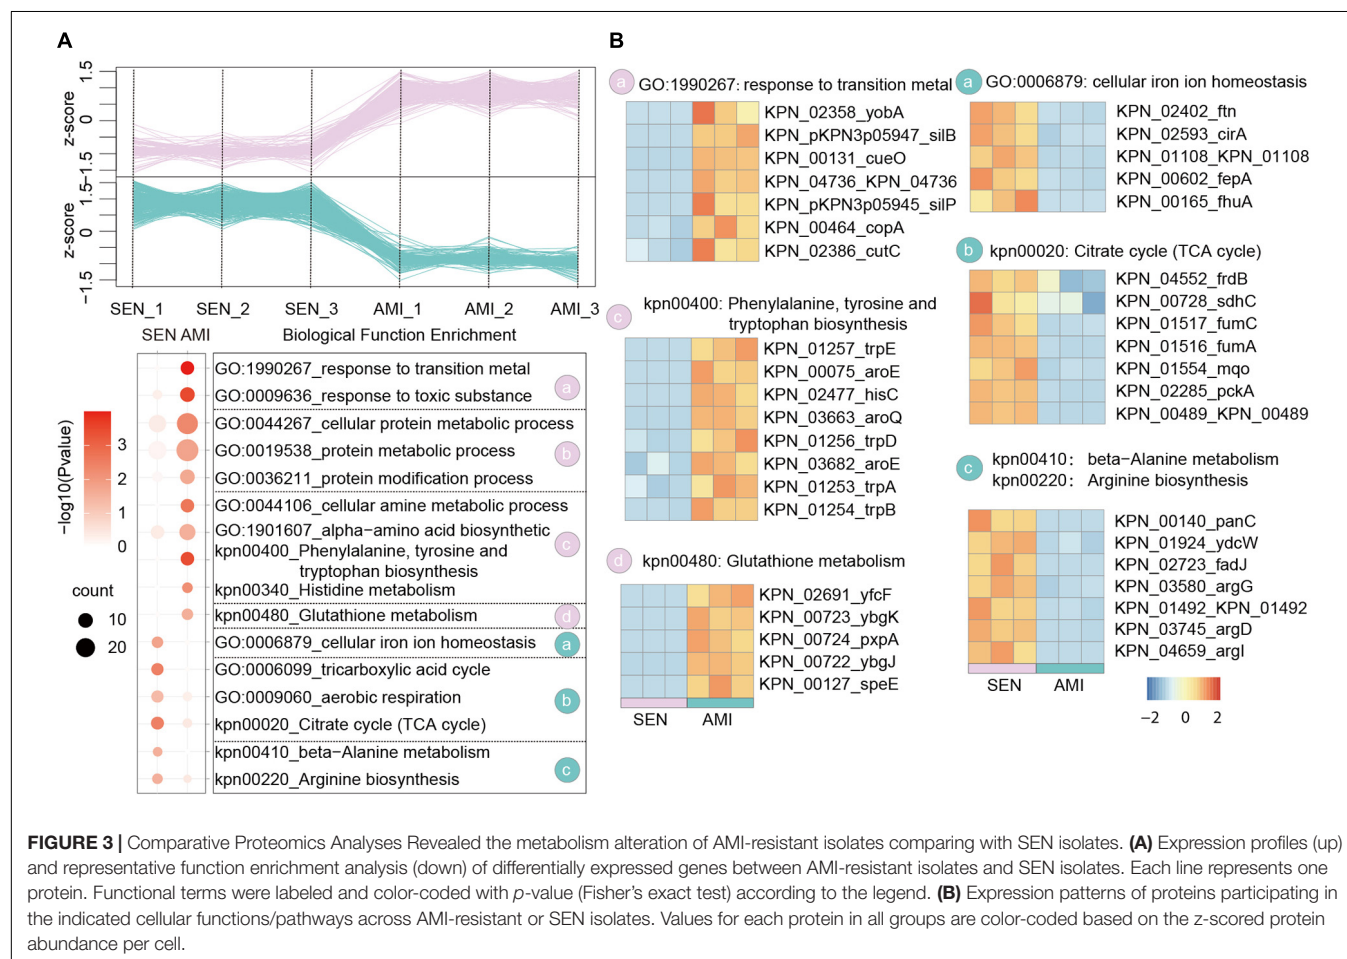 A
1.5
0
−1.5
z-score
1.5
0
−1.5
z-score
SEN_1 SEN_2 SEN_3 AMI_1 AMI_2 AMI_3
SEN AMI Biological Function Enrichment
GO:1990267_response to transition metal
GO:0009636_response to toxic substance
a
GO:0044267_cellular protein metabolic process
GO:0019538_protein metabolic process
b
GO:0036211_protein modification process
GO:0044106_cellular amine metabolic process
GO:1901607_alpha−amino acid biosynthetic
kpn00400_Phenylalanine, tyrosine and
tryptophan biosynthesis
c
kpn00340_Histidine metabolism
kpn00480_Glutathione metabolism
d
GO:0006879_cellular iron ion homeostasis
a
GO:0006099_tricarboxylic acid cycle
GO:0009060_aerobic respiration
b
kpn00020_Citrate cycle (TCA cycle)
kpn00410_beta−Alanine metabolism
c
kpn00220_Arginine biosynthesis
−log10(Pvalue)
3
2
1
0
count
10
20
B
a GO:1990267: response to transition metal
KPN_02358_yobA
KPN_pKPN3p05947_silB
KPN_00131_cueO
KPN_04736_KPN_04736
KPN_pKPN3p05945_silP
KPN_00464_copA
KPN_02386_cutC
c kpn00400: Phenylalanine, tyrosine and
tryptophan biosynthesis
KPN_01257_trpE
KPN_00075_aroE
KPN_02477_hisC
KPN_03663_aroQ
KPN_01256_trpD
KPN_03682_aroE
KPN_01253_trpA
KPN_01254_trpB
d kpn00480: Glutathione metabolism
KPN_02691_yfcF
KPN_00723_ybgK
KPN_00724_pxpA
KPN_00722_ybgJ
KPN_00127_speE
SEN AMI
a GO:0006879: cellular iron ion homeostasis
KPN_02402_ftn
KPN_02593_cirA
KPN_01108_KPN_01108
KPN_00602_fepA
KPN_00165_fhuA
b kpn00020: Citrate cycle (TCA cycle)
KPN_04552_frdB
KPN_00728_sdhC
KPN_01517_fumC
KPN_01516_fumA
KPN_01554_mqo
KPN_02285_pckA
KPN_00489_KPN_00489
c kpn00410: beta−Alanine metabolism
kpn00220: Arginine biosynthesis
KPN_00140_panC
KPN_01924_ydcW
KPN_02723_fadJ
KPN_03580_argG
KPN_01492_KPN_01492
KPN_03745_argD
KPN_04659_argI
SEN AMI
−2 0 2
FIGURE 3 | Comparative Proteomics Analyses Revealed the metabolism alteration of AMI-resistant isolates comparing with SEN isolates. (A) Expression profiles (up)
and representative function enrichment analysis (down) of differentially expressed genes between AMI-resistant isolates and SEN isolates. Each line represents one
protein. Functional terms were labeled and color-coded with p-value (Fisher's exact test) according to the legend. (B) Expression patterns of proteins participating in
the indicated cellular functions/pathways across AMI-resistant or SEN isolates. Values for each protein in all groups are color-coded based on the z-scored protein
abundance per cell.